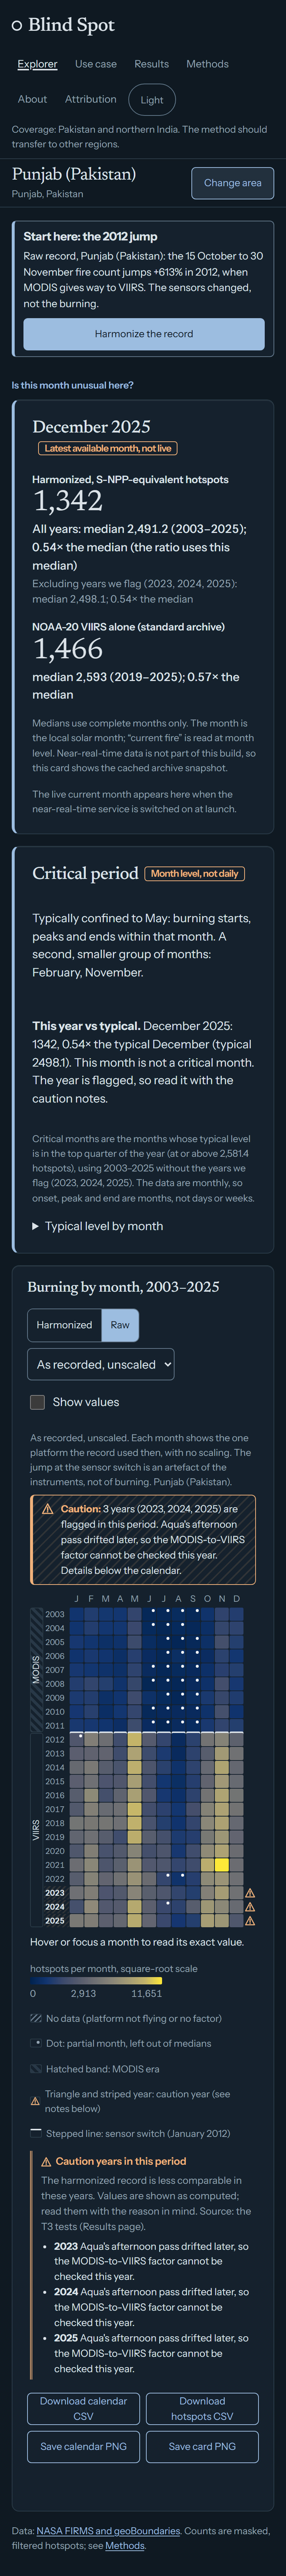 Blind Spot
Explorer Use case Results Methods
About Attribution Light
Coverage: Pakistan and northern India. The method should
transfer to other regions.
Punjab (Pakistan)
Punjab, Pakistan
Change area
Start here: the 2012 jump
Raw record, Punjab (Pakistan): the 15 October to 30
November fire count jumps +613% in 2012, when
MODIS gives way to VIIRS. The sensors changed,
not the burning.
Harmonize the record
Is this month unusual here?
December 2025
Latest available month, not live
Harmonized, S-NPP-equivalent hotspots
1,342
All years: median 2,491.2 (2003–2025);
0.54× the median (the ratio uses this
median)
Excluding years we flag (2023, 2024, 2025):
median 2,498.1; 0.54× the median
NOAA-20 VIIRS alone (standard archive)
1,466
median 2,593 (2019–2025); 0.57× the
median
Medians use complete months only. The month is
the local solar month; “current fire” is read at month
level. Near-real-time data is not part of this build, so
this card shows the cached archive snapshot.
The live current month appears here when the
near-real-time service is switched on at launch.
Critical period Month level, not daily
Typically confined to May: burning starts,
peaks and ends within that month. A
second, smaller group of months:
February, November.
This year vs typical. December 2025:
1342, 0.54× the typical December (typical
2498.1). This month is not a critical month.
The year is flagged, so read it with the
caution notes.
Critical months are the months whose typical level
is in the top quarter of the year (at or above 2,581.4
hotspots), using 2003–2025 without the years we
flag (2023, 2024, 2025). The data are monthly, so
onset, peak and end are months, not days or weeks.
Typical level by month
Burning by month, 2003–2025
Harmonized Raw
As recorded, unscaled
Show values
As recorded, unscaled. Each month shows the one
platform the record used then, with no scaling. The
jump at the sensor switch is an artefact of the
instruments, not of burning. Punjab (Pakistan).
Caution: 3 years (2023, 2024, 2025) are
flagged in this period. Aqua's afternoon
pass drifted later, so the MODIS-to-VIIRS
factor cannot be checked this year.
Details below the calendar.
J F M A M J J A S O N D
MODIS
2003
2004
2005
2006
2007
2008
2009
2010
2011
VIIRS
2012
2013
2014
2015
2016
2017
2018
2019
2020
2021
2022
2023
2024
2025
Hover or focus a month to read its exact value.
hotspots per month, square-root scale
0 2,913 11,651
No data (platform not flying or no factor)
Dot: partial month, left out of medians
Hatched band: MODIS era
Triangle and striped year: caution year (see
notes below)
Stepped line: sensor switch (January 2012)
Caution years in this period
The harmonized record is less comparable in
these years. Values are shown as computed;
read them with the reason in mind. Source: the
T3 tests (Results page).
• 2023 Aqua's afternoon pass drifted later, so
the MODIS-to-VIIRS factor cannot be
checked this year.
• 2024 Aqua's afternoon pass drifted later, so
the MODIS-to-VIIRS factor cannot be
checked this year.
• 2025 Aqua's afternoon pass drifted later, so
the MODIS-to-VIIRS factor cannot be
checked this year.
Download calendar
CSV
Download
hotspots CSV
Save calendar PNG
Save card PNG
Data: NASA FIRMS and geoBoundaries. Counts are masked,
filtered hotspots; see Methods.